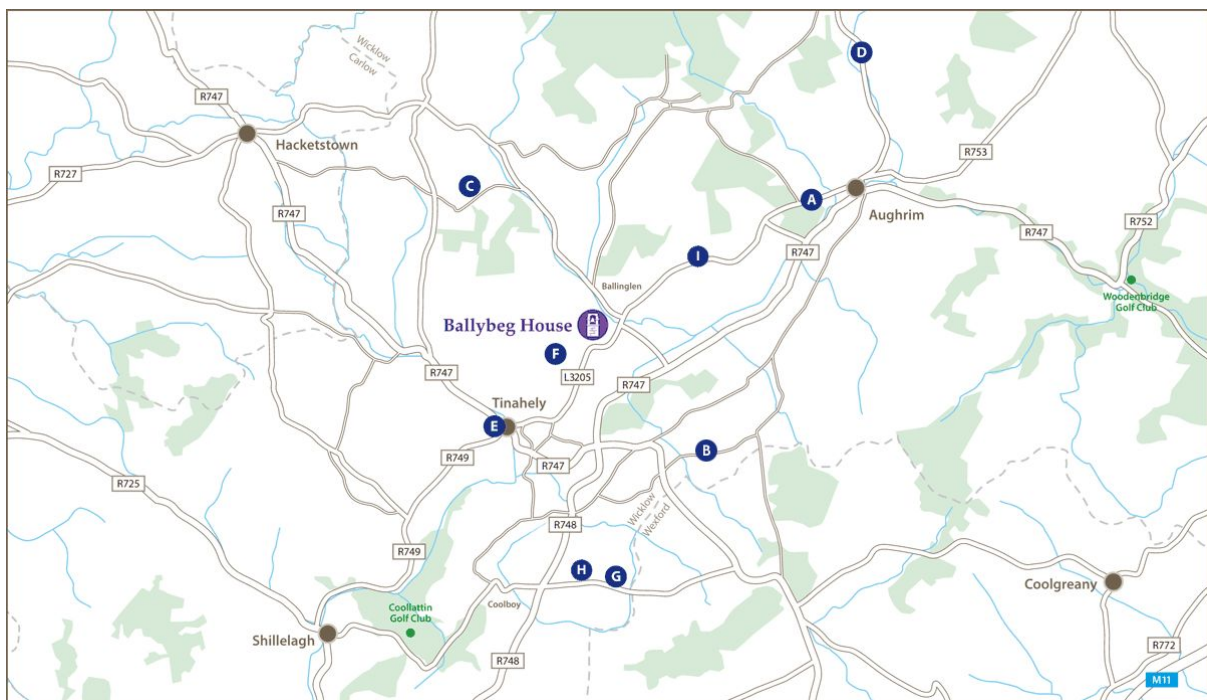 D
Wicklow
Carlow
R747
Hacketstown
R753
R727
C
A
Aughrim
R747
R752
R747
R747
I
Woodenbridge
Golf Club
Ballinglen
Ballybeg House
F
R747
L3205
R747
Tinahely
E
R749
R747
B
R725
Wicklow
Wexford
R748
R749
H
G
Coolgreany
Coolboy
Coollattin
Golf Club
Shillelagh
R748
R772
M11